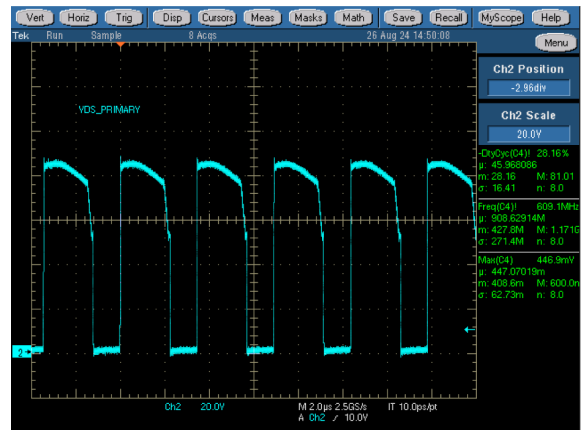 Vert Horiz Trig Disp Cursors Meas Masks Math Save Recall MyScope Help
Tek Run Sample 8 Acqs 26 Aug 24 14:50:08
Menu
Ch2 Position
-2.96div
Ch2 Scale
20.0V
VDS_PRIMARY
-DtyCyc(C4)! 28.16%
µ: 45.968086
m: 28.16 M: 81.01
σ: 16.41 n: 8.0
Freq(C4)! 609.1MHz
µ: 908.62914M
m: 427.8M M: 1.171G
σ: 271.4M n: 8.0
Max(C4) 446.9mV
µ: 447.07019m
m: 408.6m M: 600.0m
σ: 62.73m n: 8.0
2
Ch2 20.0V M 2.0µs 2.5GS/s IT 10.0ps/pt
A Ch2 ∕ 10.0V